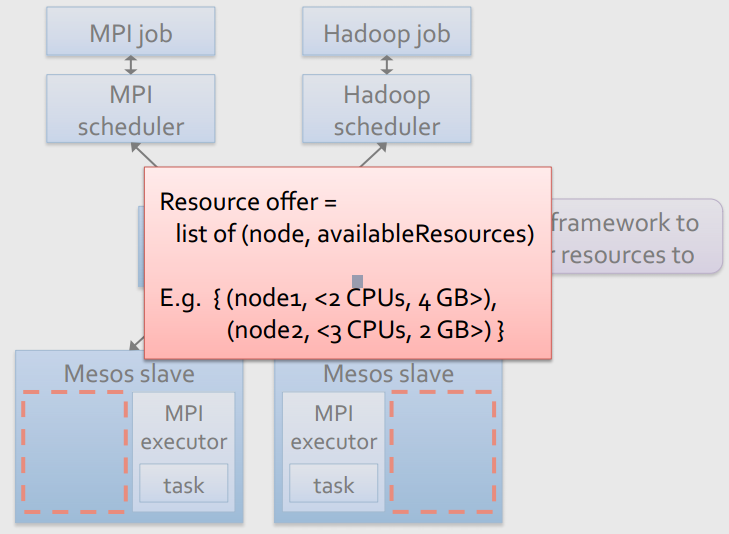 MPI job
Hadoop job
MPI
scheduler
Hadoop
scheduler
Resource offer =
list of (node, availableResources)
E.g. { (node1, <2 CPUs, 4 GB>),
(node2, <3 CPUs, 2 GB>) }
framework to
resources to
Mesos slave
Mesos slave
MPI
executor
task
MPI
executor
task